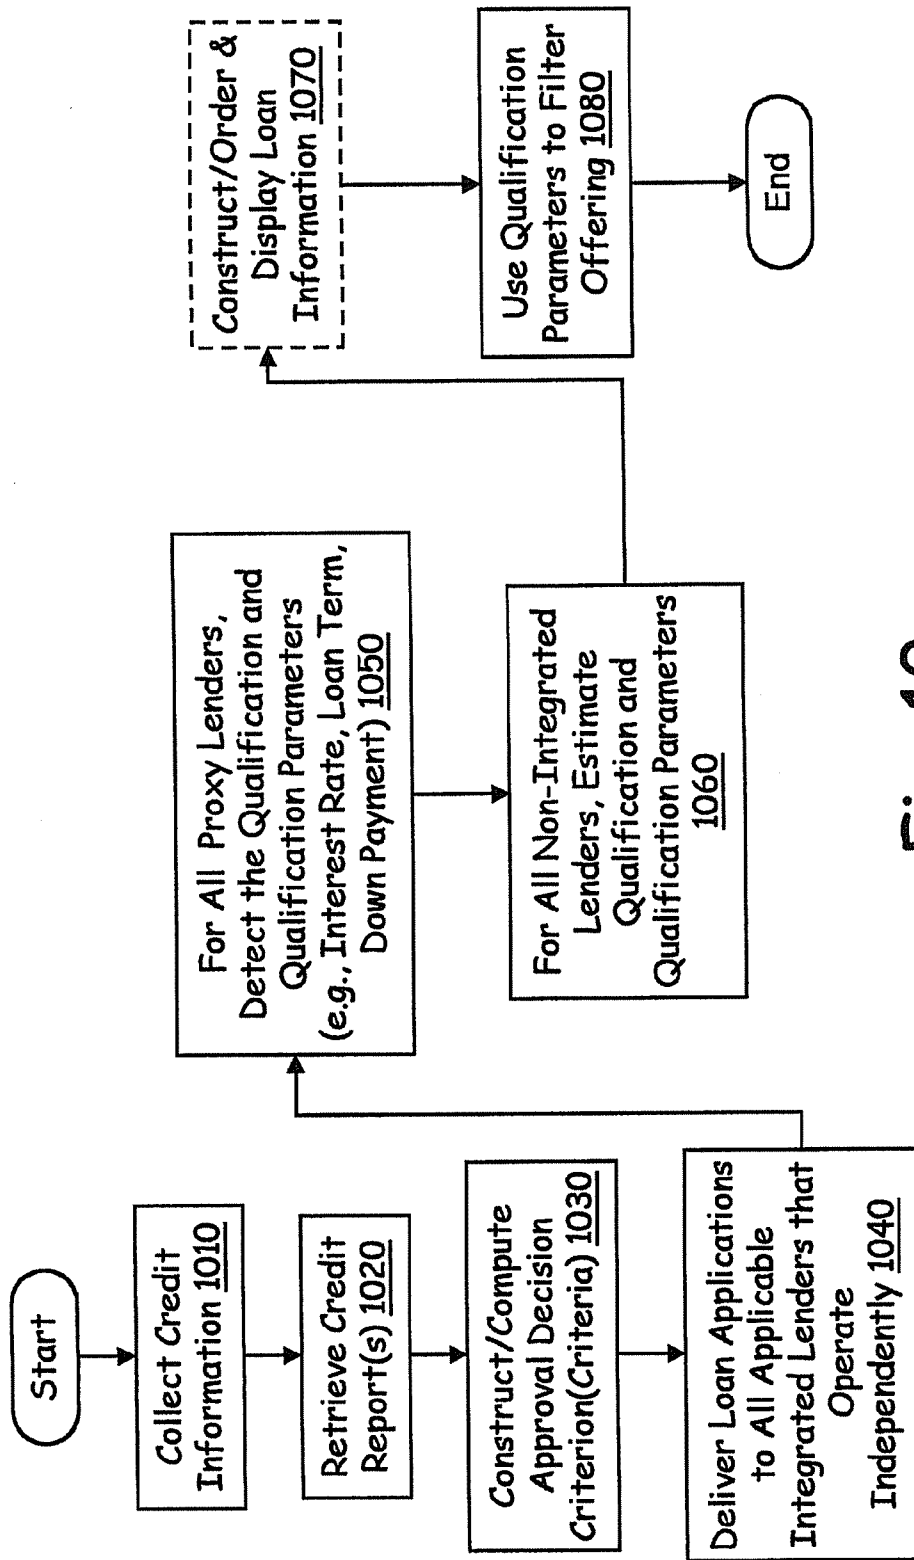 Start
Collect Credit
Information 1010
Retrieve Credit
Report(s) 1020
Construct/Compute
Approval Decision
Criterion(Criteria) 1030
Deliver Loan Applications
to All Applicable
Integrated Lenders that
Operate
Independently 1040
For All Proxy Lenders,
Detect the Qualification and
Qualification Parameters
(e.g., Interest Rate, Loan Term,
Down Payment) 1050
For All Non-Integrated
Lenders, Estimate
Qualification and
Qualification Parameters
1060
Construct/Order &
Display Loan
Information 1070
Use Qualification
Parameters to Filter
Offering 1080
End